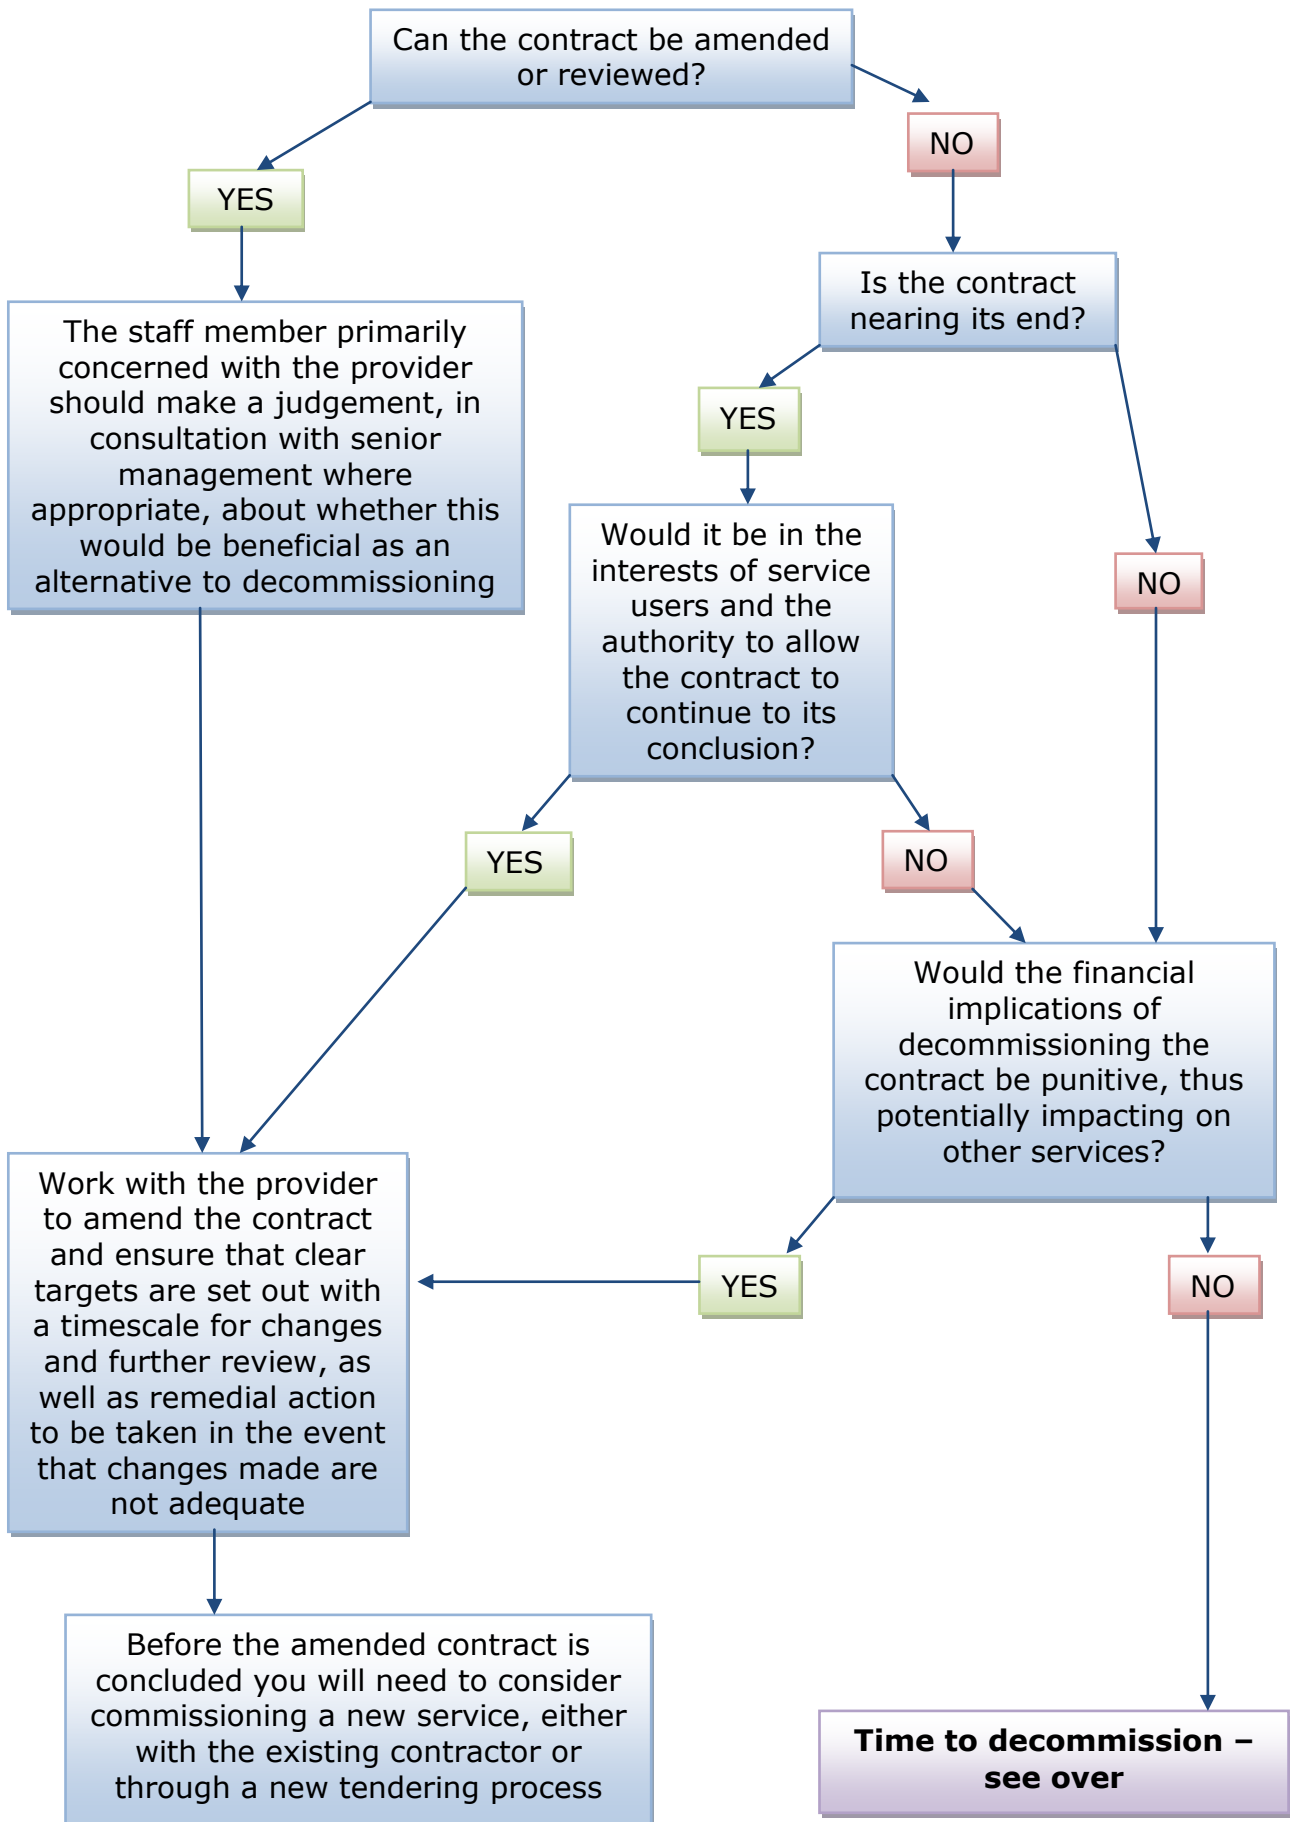 Can the contract be amended
or reviewed?
NO
YES
Is the contract
nearing its end?
The staff member primarily
concerned with the provider
should make a judgement, in
consultation with senior
management where
appropriate, about whether this
would be beneficial as an
alternative to decommissioning
YES
Would it be in the
interests of service
users and the
authority to allow
the contract to
continue to its
conclusion?
NO
YES
NO
Would the financial
implications of
decommissioning the
contract be punitive, thus
potentially impacting on
other services?
Work with the provider
to amend the contract
and ensure that clear
targets are set out with
a timescale for changes
and further review, as
well as remedial action
to be taken in the event
that changes made are
not adequate
YES
NO
Before the amended contract is
concluded you will need to consider
commissioning a new service, either
with the existing contractor or
through a new tendering process
Time to decommission –
see over